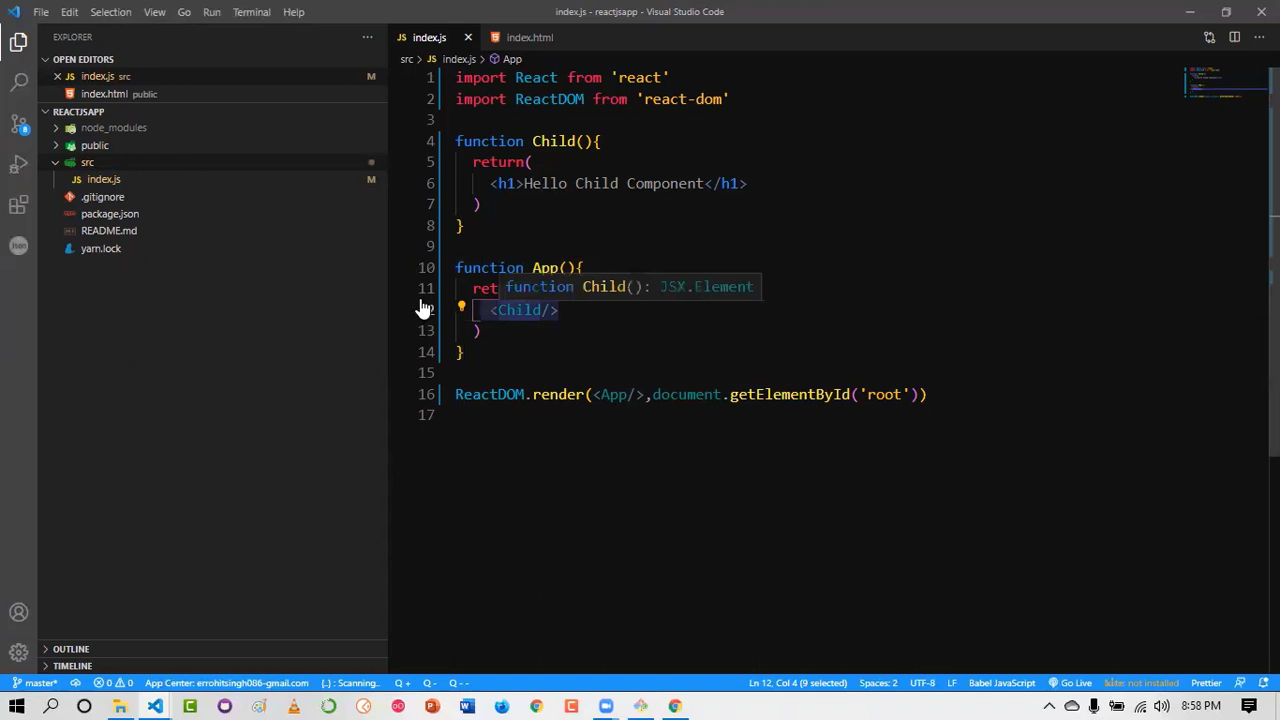 File Edit Selection View Go Run Terminal Help
index.js - reactjsapp - Visual Studio Code
EXPLORER
index.js
index.html
OPEN EDITORS
src > index.js > App
index.js src M
index.html public
REACTJSAPP
node_modules
public
src
index.js M
.gitignore
package.json
README.md
yarn.lock
1 import React from 'react'
2 import ReactDOM from 'react-dom'
3
4 function Child(){
5 return(
6 <h1>Hello Child Component</h1>
7 )
8 }
9
10 function App(){
11 ret function Child(): JSX.Element
<Child/>
13 )
14 }
15
16 ReactDOM.render(<App/>,document.getElementById('root'))
17
Json
8
OUTLINE
TIMELINE
master* 0 0 App Center: errohitsingh086-gmail.com {..} : Scanning.. Q + Q - Q -- Ln 12, Col 4 (9 selected) Spaces: 2 UTF-8 LF Babel JavaScript Go Live Prettier
8:58 PM